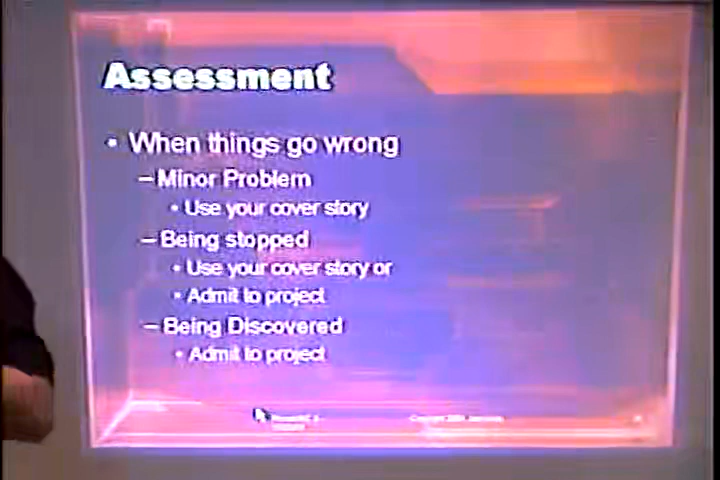 Assessment
• When things go wrong
– Minor Problem
• Use your cover story
– Being stopped
• Use your cover story or
• Admit to project
– Being Discovered
• Admit to project